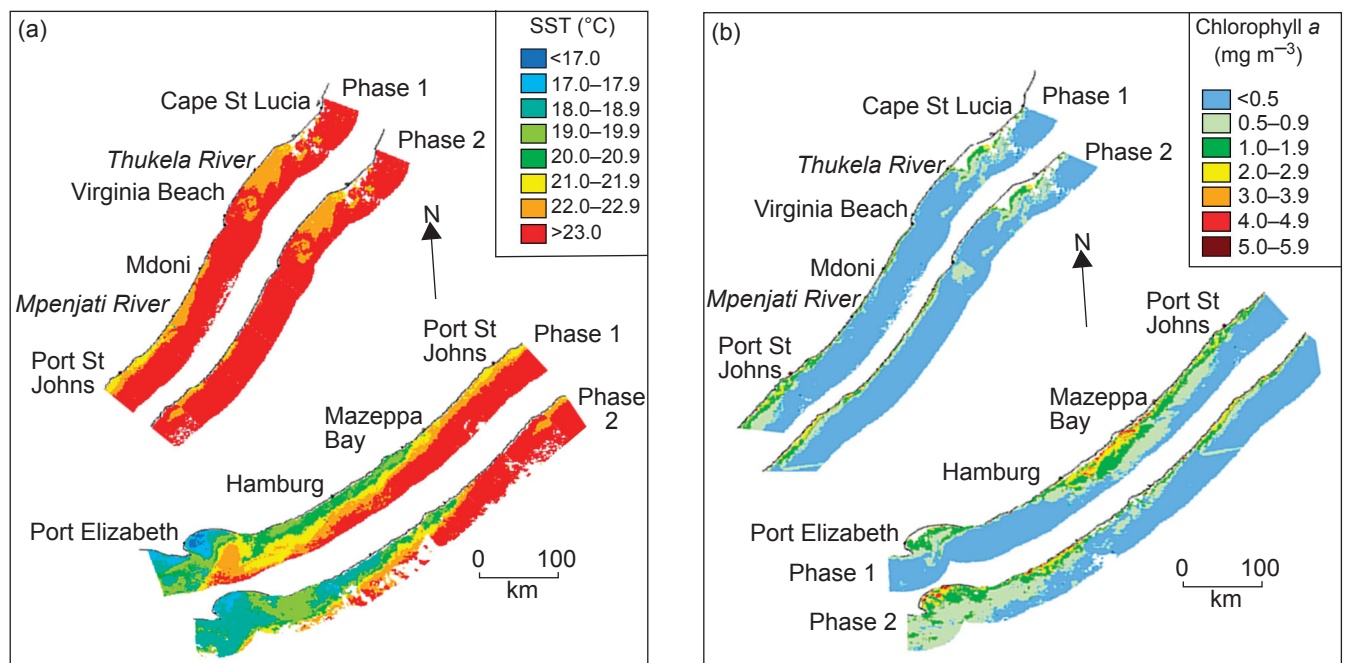 (a)
SST (°C)
<17.0
17.0–17.9
18.0–18.9
19.0–19.9
20.0–20.9
21.0–21.9
22.0–22.9
>23.0
Phase 1
Cape St Lucia
Phase 2
Thukela River
Virginia Beach
N
Mdoni
Mpenjati River
Port St
Johns
Port St
Johns
Phase 1
Mazeppa
Bay
Phase
2
Hamburg
Port Elizabeth
0 100
km
(b)
Chlorophyll a
(mg m–3)
<0.5
0.5–0.9
1.0–1.9
2.0–2.9
3.0–3.9
4.0–4.9
5.0–5.9
Cape St Lucia
Phase 1
Phase 2
Thukela River
Virginia Beach
N
Mdoni
Mpenjati River
Port St
Johns
Port St
Johns
Mazeppa
Bay
Hamburg
Port Elizabeth
Phase 1
0 100
km
Phase 2